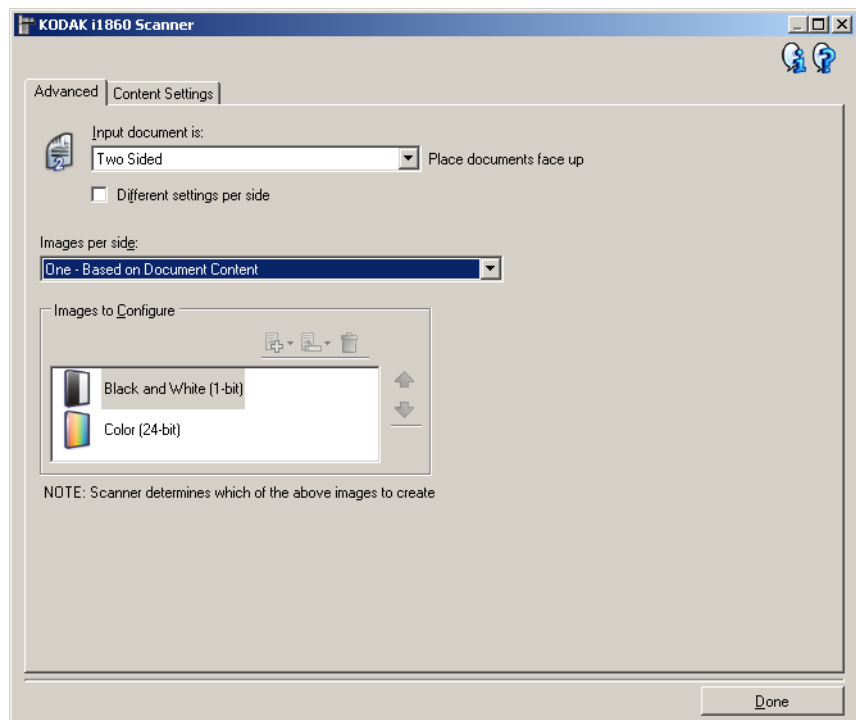 KODAK i1860 Scanner
Advanced
Content Settings
Input document is:
Two Sided
Place documents face up
Different settings per side
Images per side:
One - Based on Document Content
Images to Configure
Black and White (1-bit)
Color (24-bit)
NOTE: Scanner determines which of the above images to create
Done